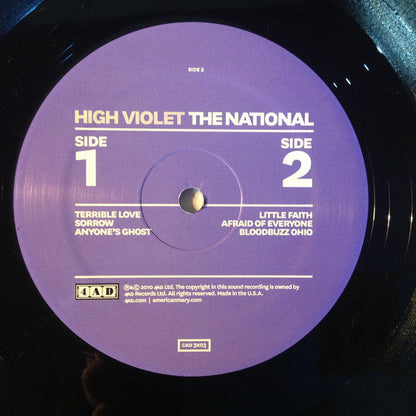 SIDE 3
HIGH VIOLET THE NATIONAL
SIDE
1
SIDE
2
TERRIBLE LOVE
SORROW
ANYONE'S GHOST
LITTLE FAITH
AFRAID OF EVERYONE
BLOODBUZZ OHIO
4AD
℗&© 2010 4AD Ltd. The copyright in this sound recording is owned by
4AD Records Ltd. All rights reserved. Made in the U.S.A.
4AD.com | americanmary.com
CAD 3X03